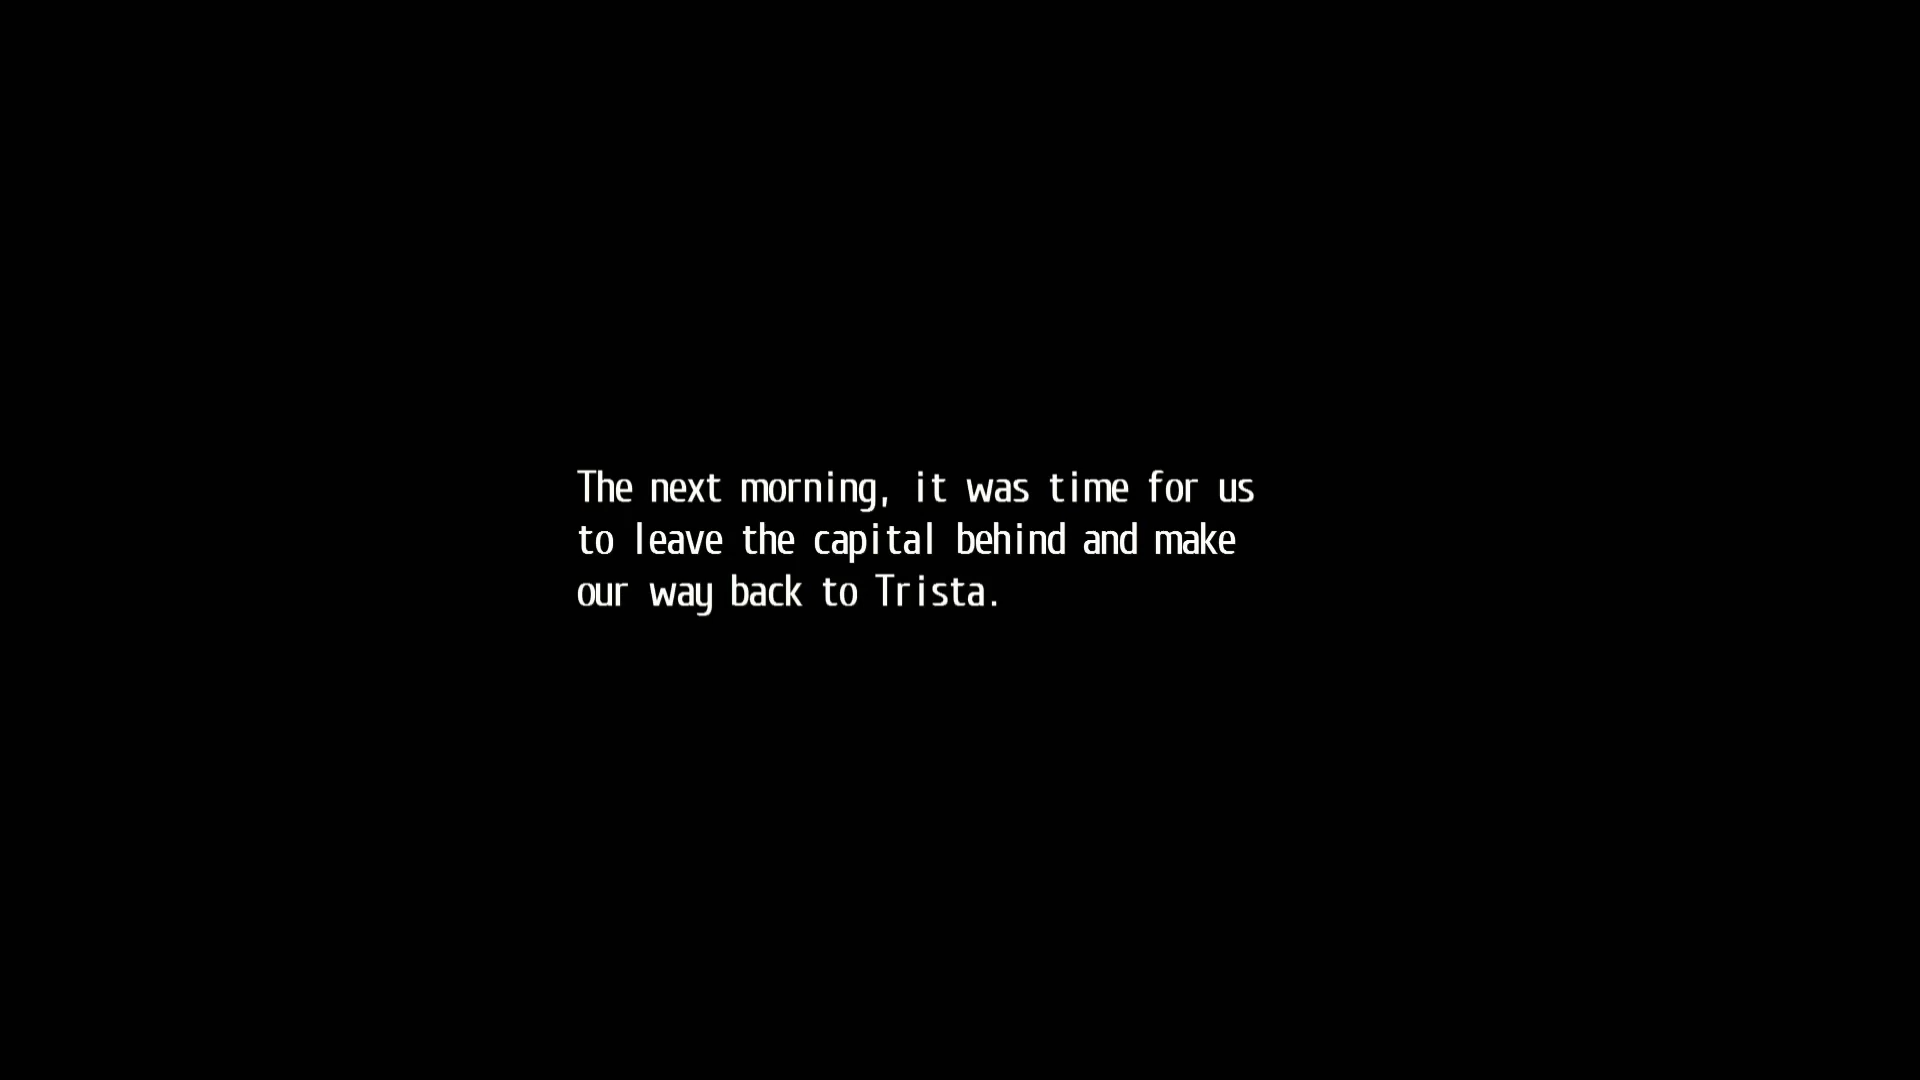 The next morning, it was time for us
to leave the capital behind and make
our way back to Trista.